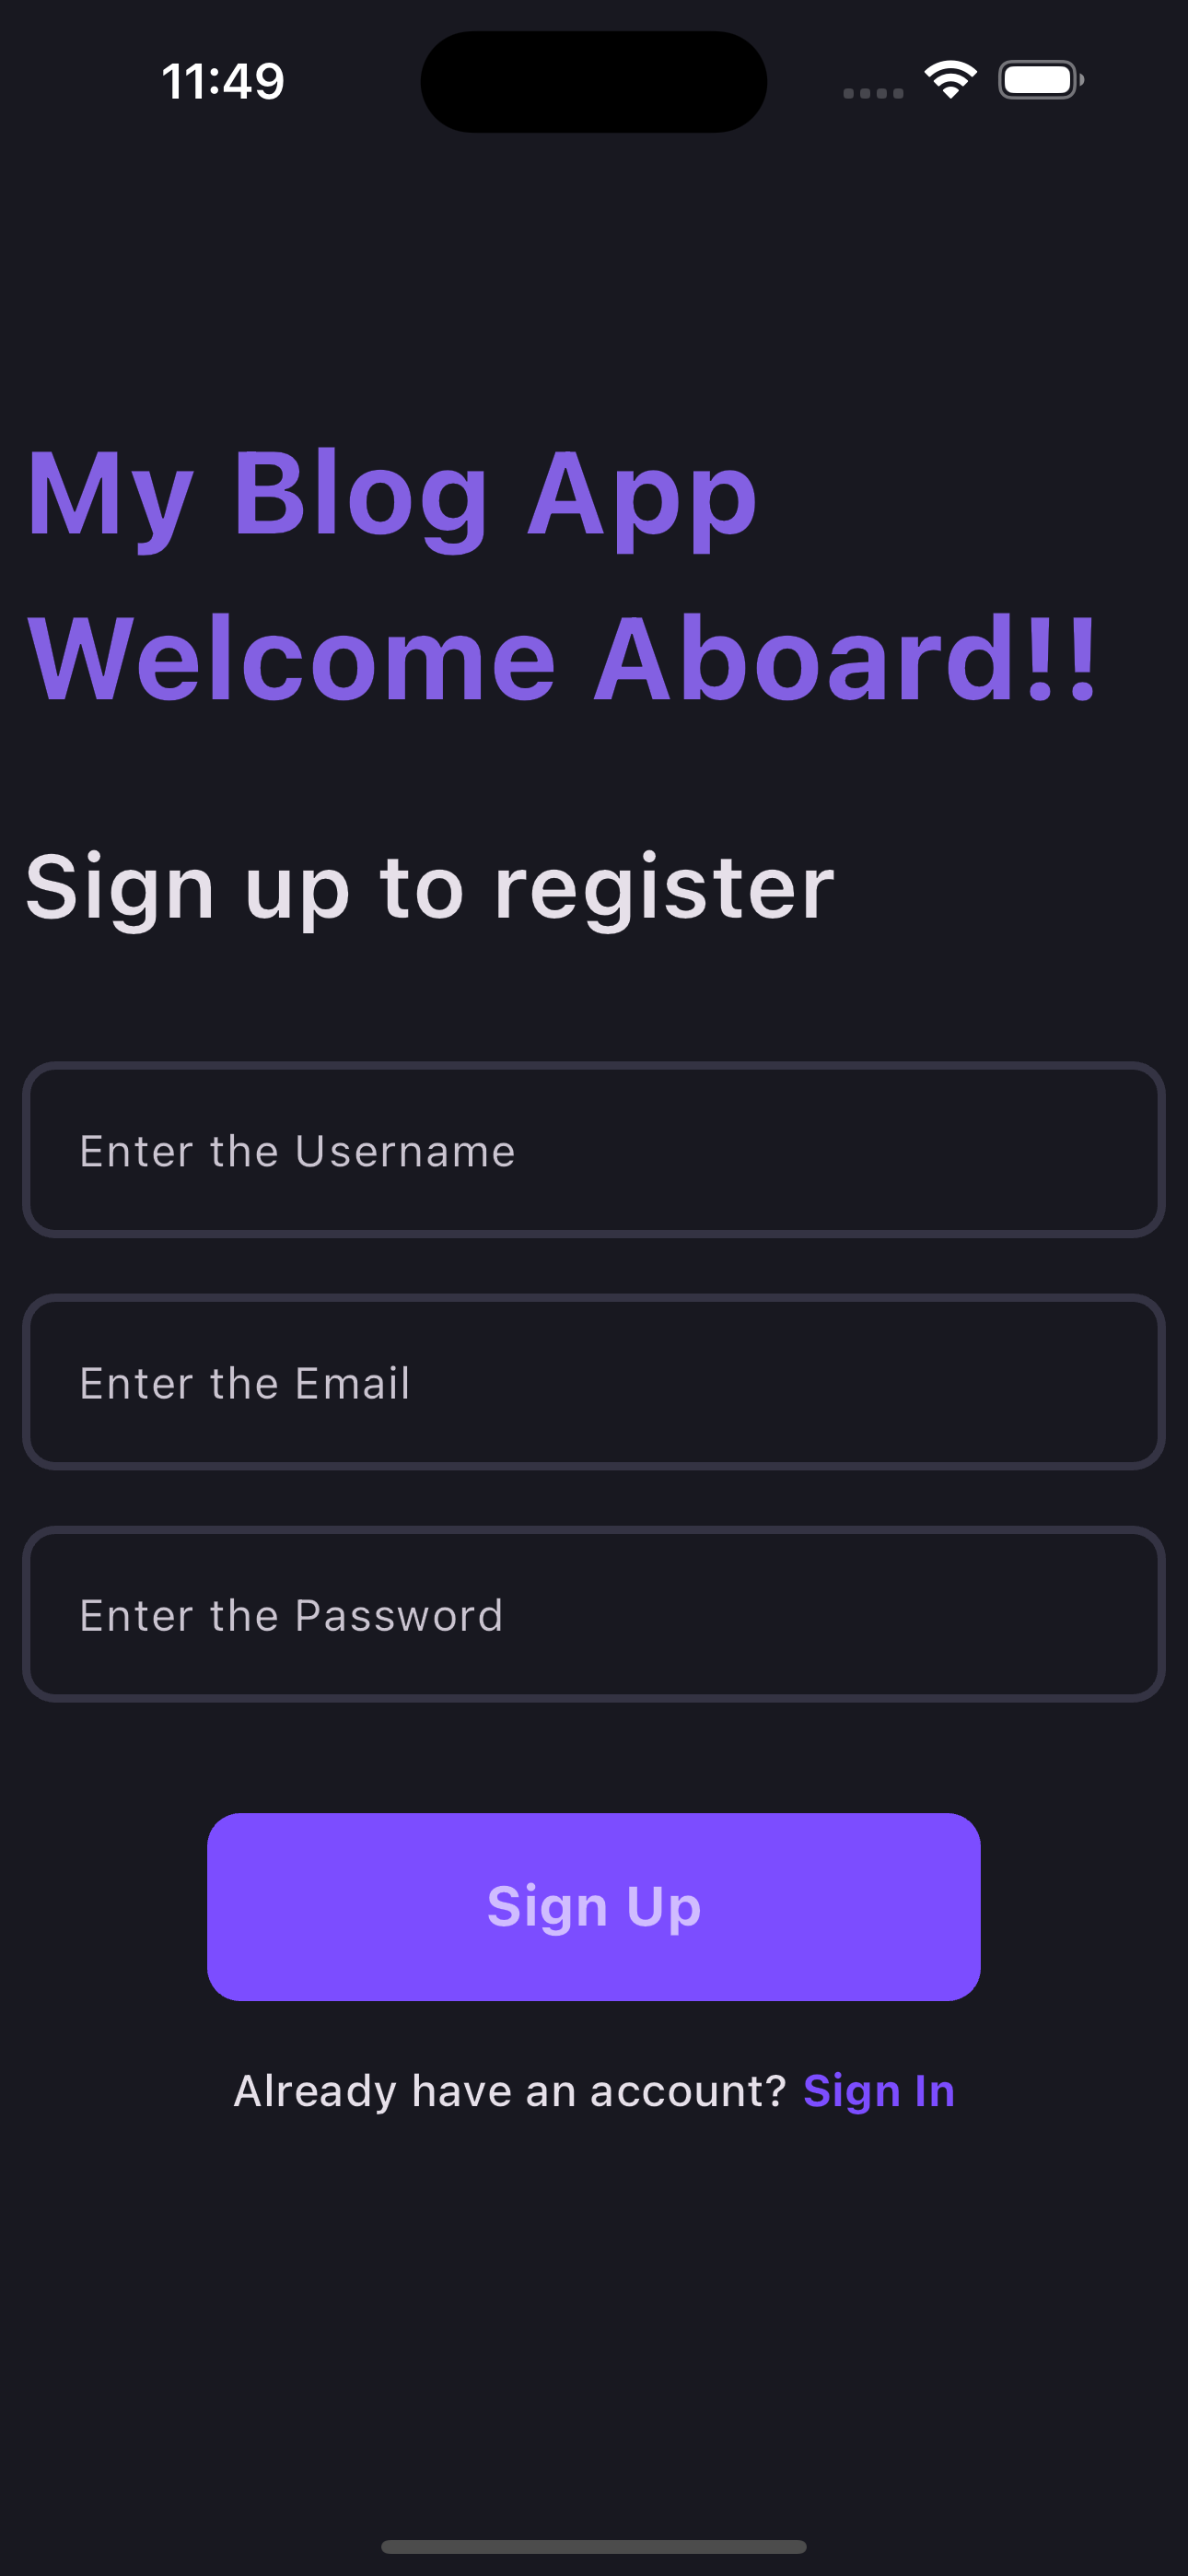 11:49
My Blog App
Welcome Aboard!!
Sign up to register
Enter the Username
Enter the Email
Enter the Password
Sign Up
Already have an account? Sign In